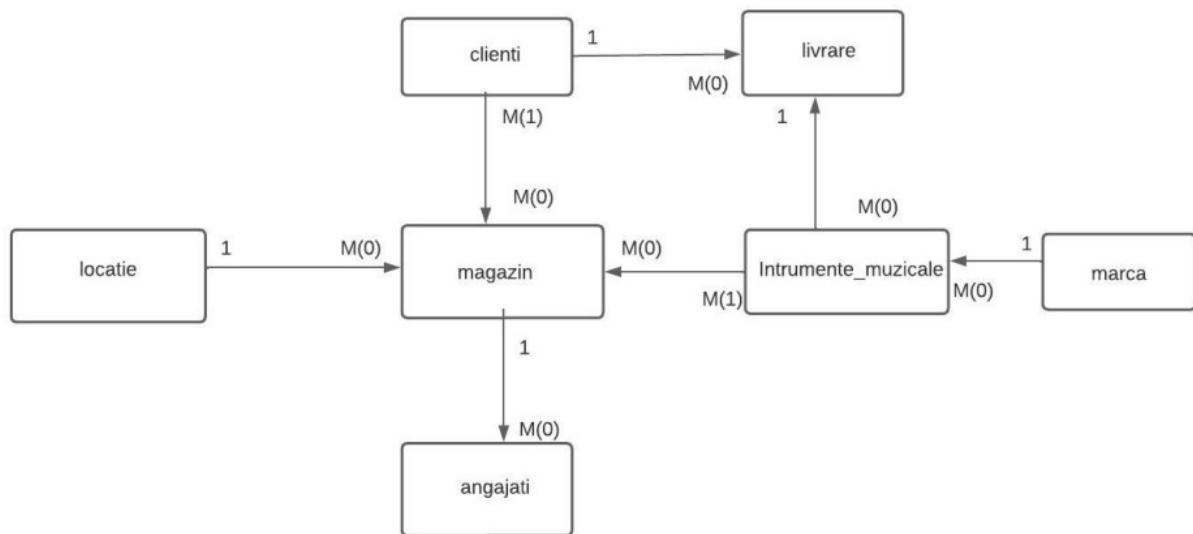 clienti
1
M(0)
livrare
M(1)
M(0)
1
M(0)
locatie
1
M(0)
magazin
M(0)
M(1)
Intrumente_muzicale
1
M(0)
marca
1
M(0)
angajati